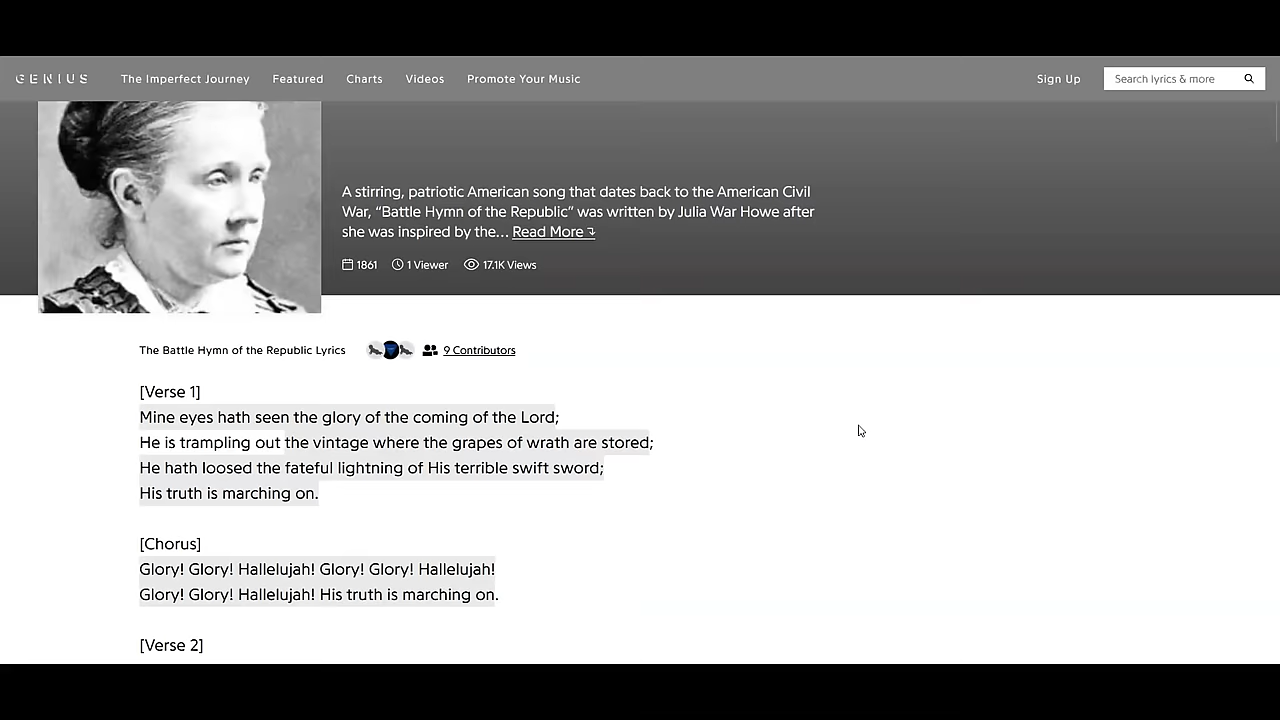 GENIUS The Imperfect Journey Featured Charts Videos Promote Your Music Sign Up Search lyrics & more
A stirring, patriotic American song that dates back to the American Civil
War, “Battle Hymn of the Republic” was written by Julia War Howe after
she was inspired by the... Read More
1861 1 Viewer 17.1K Views
The Battle Hymn of the Republic Lyrics 9 Contributors
[Verse 1]
Mine eyes hath seen the glory of the coming of the Lord;
He is trampling out the vintage where the grapes of wrath are stored;
He hath loosed the fateful lightning of His terrible swift sword;
His truth is marching on.
[Chorus]
Glory! Glory! Hallelujah! Glory! Glory! Hallelujah!
Glory! Glory! Hallelujah! His truth is marching on.
[Verse 2]